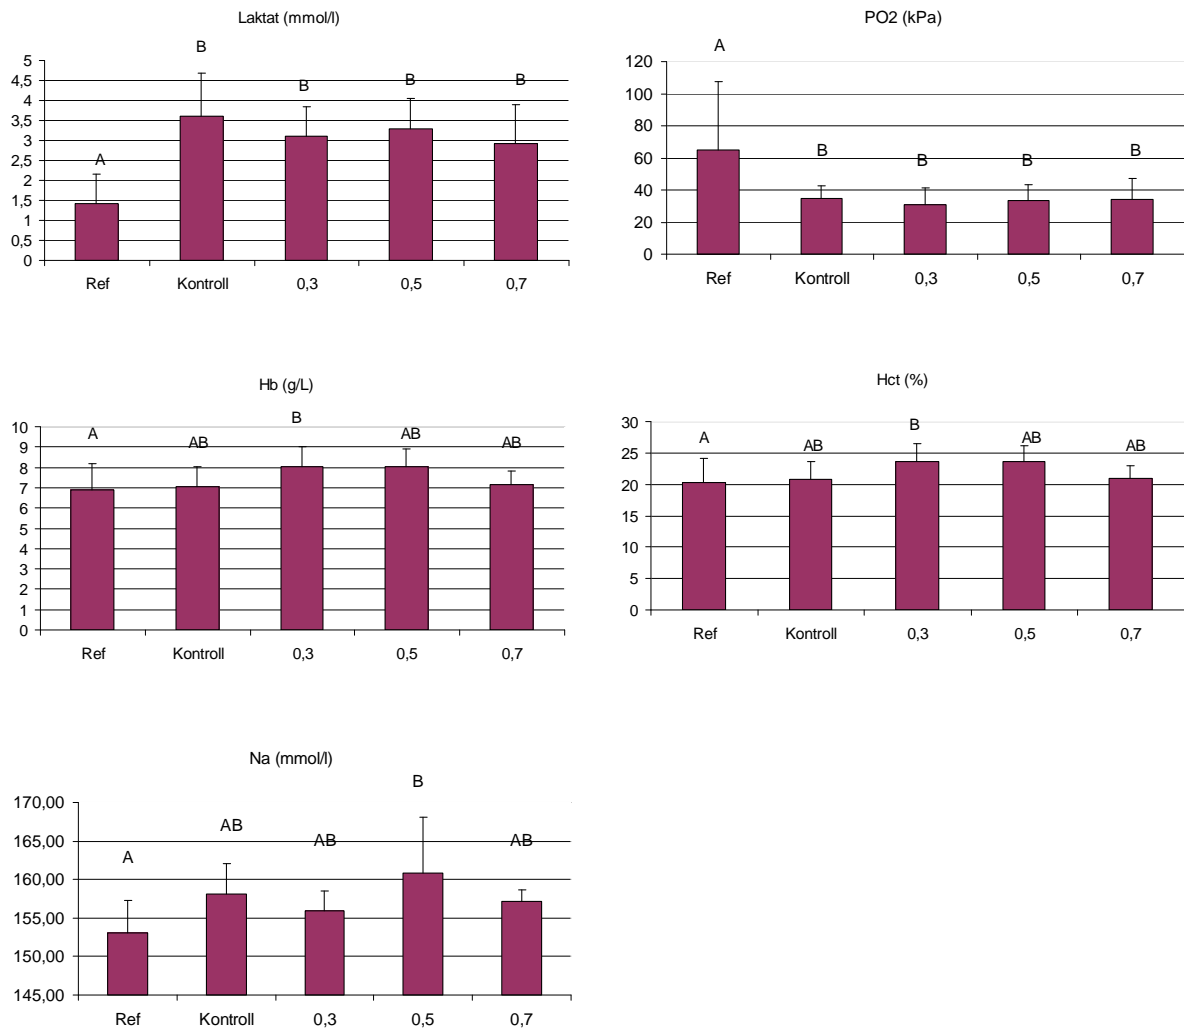 Laktat (mmol/l)
B
B
B
B
A
5
4,5
4
3,5
3
2,5
2
1,5
1
0,5
0
Ref Kontroll 0,3 0,5 0,7
PO2 (kPa)
A
B
B
B
B
120
100
80
60
40
20
0
Ref Kontroll 0,3 0,5 0,7
Hb (g/L)
A
AB
B
AB
AB
10
9
8
7
6
5
4
3
2
1
0
Ref Kontroll 0,3 0,5 0,7
Hct (%)
A
AB
B
AB
AB
30
25
20
15
10
5
0
Ref Kontroll 0,3 0,5 0,7
Na (mmol/l)
A
AB
AB
B
AB
170,00
165,00
160,00
155,00
150,00
145,00
Ref Kontroll 0,3 0,5 0,7